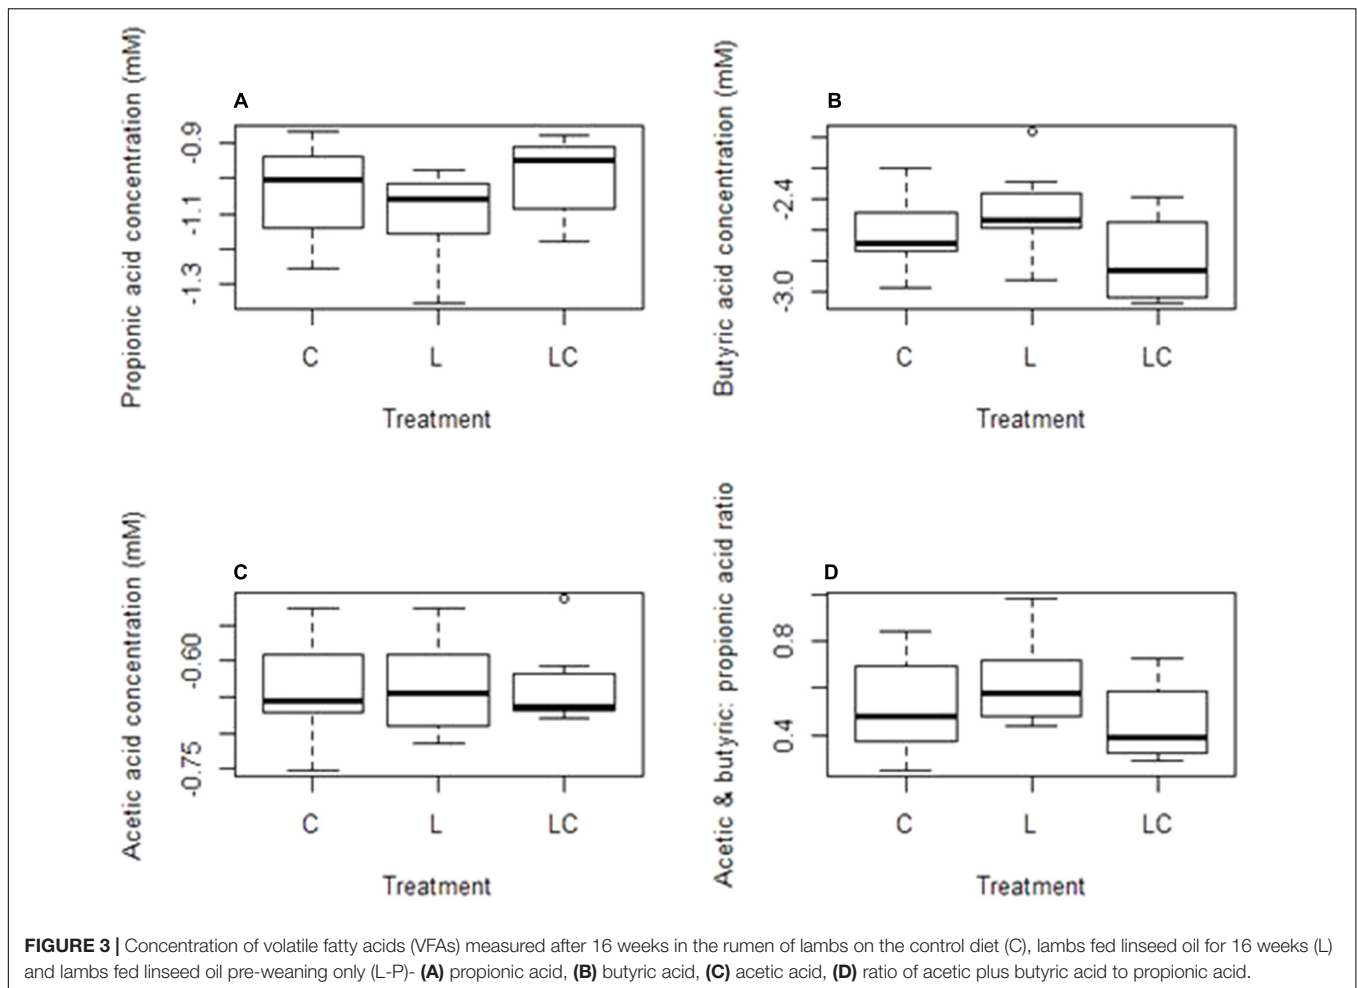 A
Propionic acid concentration (mM)
-0.9
-1.1
-1.3
C L LC
Treatment
B
Butyric acid concentration (mM)
-2.4
-3.0
C L LC
Treatment
C
Acetic acid concentration (mM)
-0.60
-0.75
C L LC
Treatment
D
Acetic & butyric: propionic acid ratio
0.8
0.4
C L LC
Treatment
FIGURE 3 | Concentration of volatile fatty acids (VFAs) measured after 16 weeks in the rumen of lambs on the control diet (C), lambs fed linseed oil for 16 weeks (L)
and lambs fed linseed oil pre-weaning only (L-P)- (A) propionic acid, (B) butyric acid, (C) acetic acid, (D) ratio of acetic plus butyric acid to propionic acid.